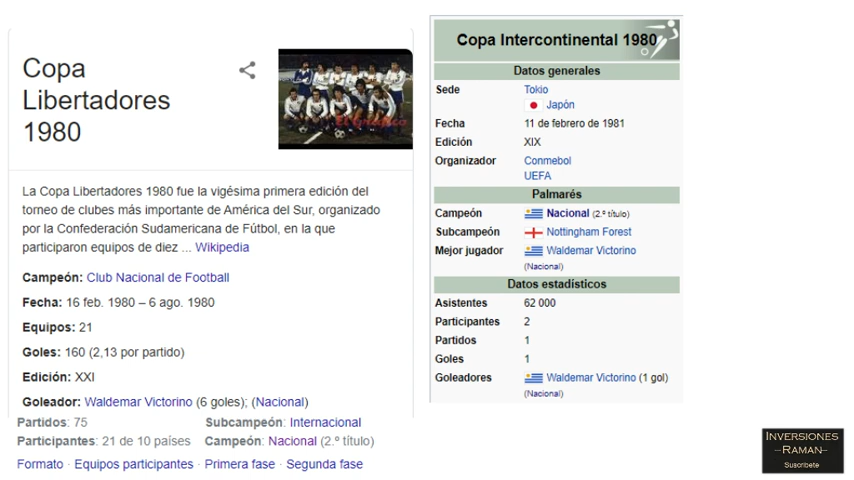 Copa
Libertadores
1980
La Copa Libertadores 1980 fue la vigésima primera edición del
torneo de clubes más importante de América del Sur, organizado
por la Confederación Sudamericana de Fútbol, en la que
participaron equipos de diez ... Wikipedia
Campeón: Club Nacional de Football
Fecha: 16 feb. 1980 – 6 ago. 1980
Equipos: 21
Goles: 160 (2,13 por partido)
Edición: XXI
Goleador: Waldemar Victorino (6 goles); (Nacional)
Partidos: 75 Subcampeón: Internacional
Participantes: 21 de 10 países Campeón: Nacional (2.º título)
Formato · Equipos participantes · Primera fase · Segunda fase
El Gráfico
Copa Intercontinental 1980
Datos generales
Sede Tokio
Japón
Fecha 11 de febrero de 1981
Edición XIX
Organizador Conmebol
UEFA
Palmarés
Campeón Nacional (2.º título)
Subcampeón Nottingham Forest
Mejor jugador Waldemar Victorino
(Nacional)
Datos estadísticos
Asistentes 62 000
Participantes 2
Partidos 1
Goles 1
Goleadores Waldemar Victorino (1 gol)
(Nacional)
INVERSIONES
–RAMAN–
Suscribete